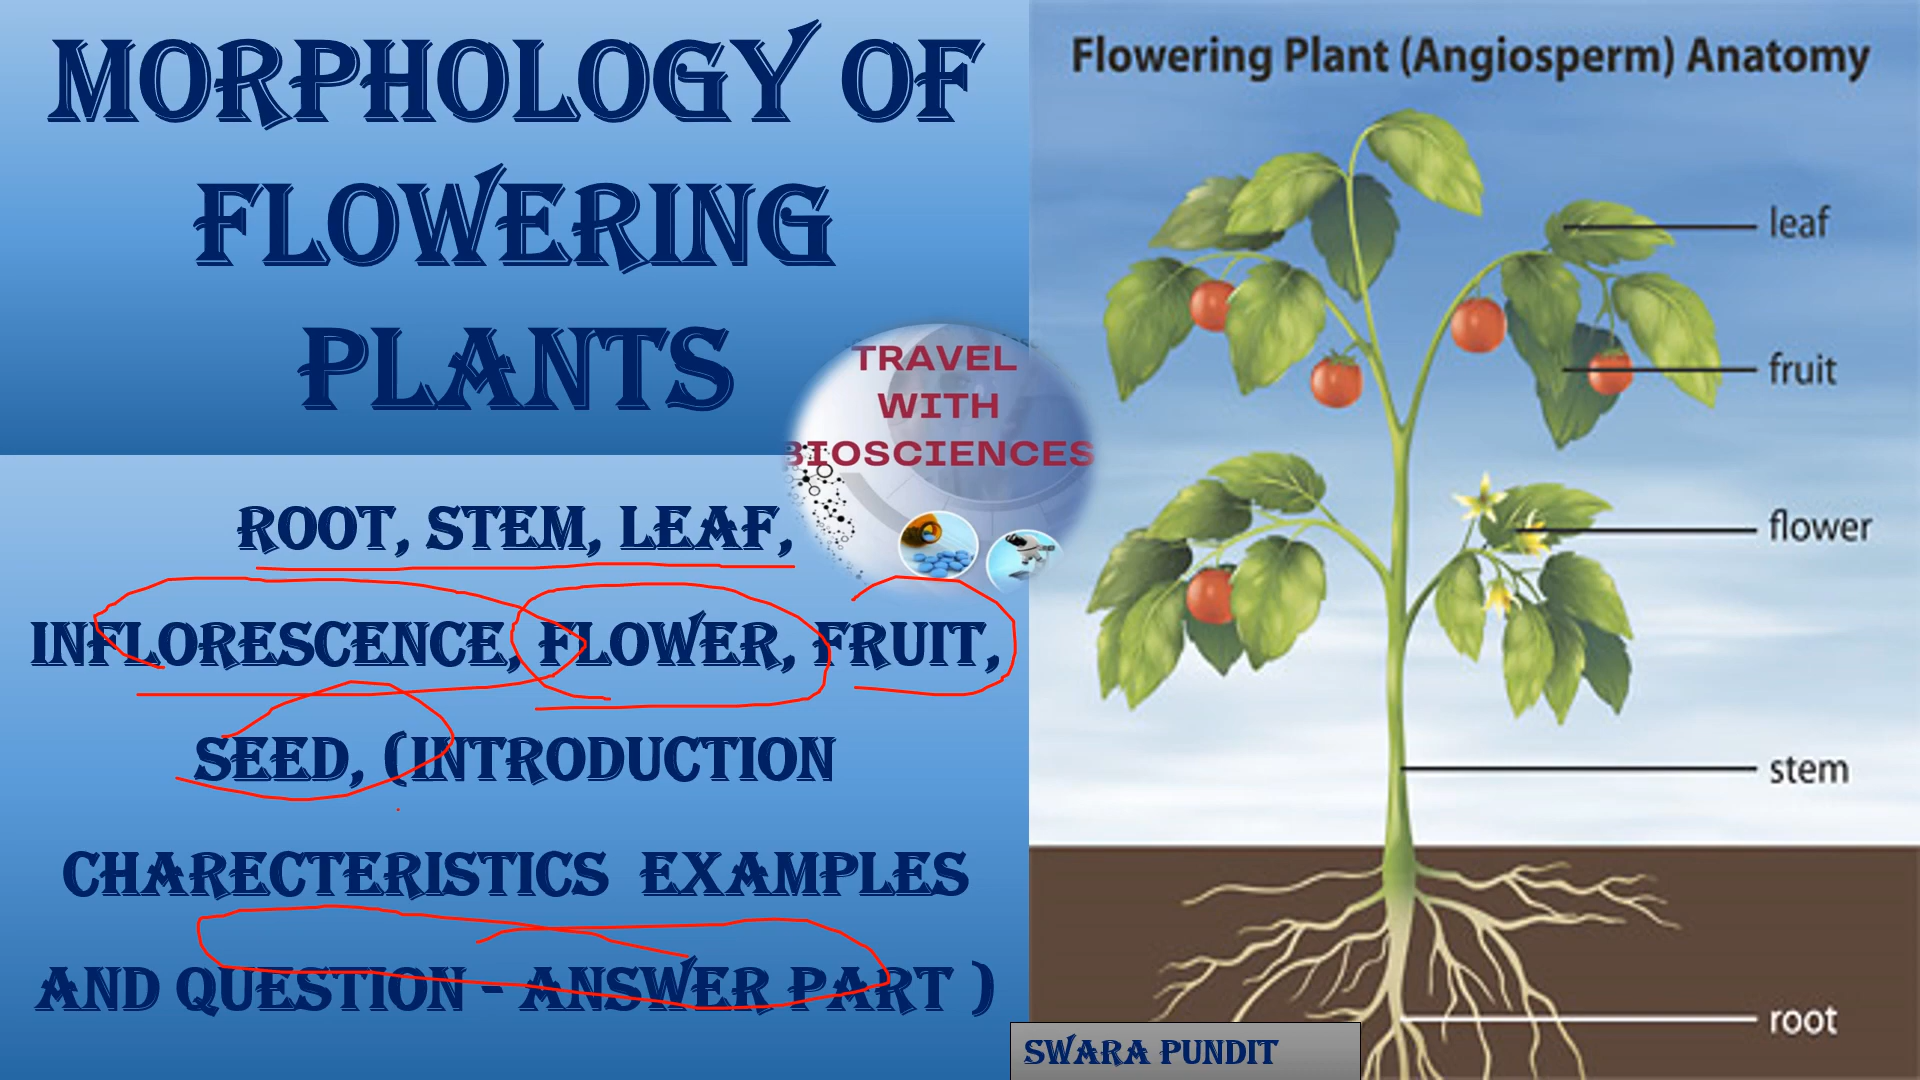 MORPHOLOGY OF
FLOWERING
PLANTS
ROOT, STEM, LEAF,
INFLORESCENCE, FLOWER, FRUIT,
SEED, (INTRODUCTION
CHARECTERISTICS EXAMPLES
AND QUESTION - ANSWER PART )
TRAVEL
WITH
BIOSCIENCES
Flowering Plant (Angiosperm) Anatomy
leaf
fruit
flower
stem
root
SWARA PUNDIT